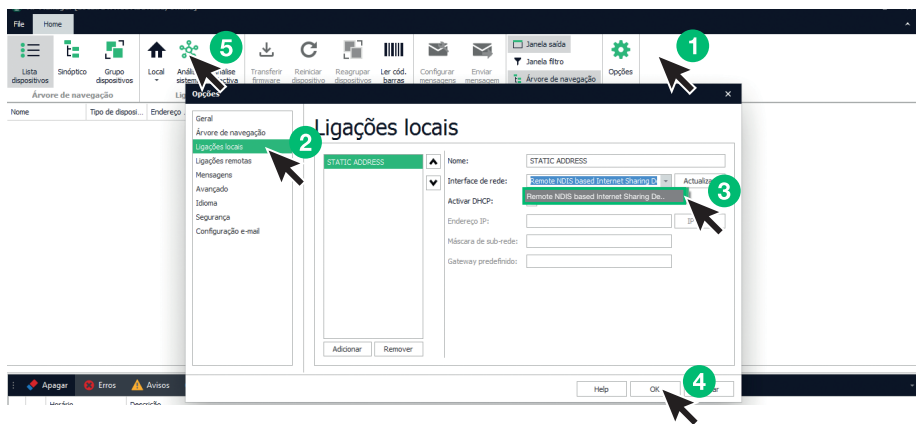 File Home
5
1
Janela saída
Janela filtro
Árvore de navegação
Lista dispositivos
Sinóptico
Grupo dispositivos
Local
Transferir firmware
Reiniciar dispositivo
Reagrupar dispositivos
Ler cód. barras
Configurar mensagens
Enviar mensagem
Opções
Árvore de navegação
Nome Tipo de disposi... Endereço
Opções
Geral
Árvore de navegação
Ligações locais
Ligações remotas
Mensagens
Avançado
Idioma
Segurança
Configuração e-mail
2
Ligações locais
STATIC ADDRESS
Adicionar Remover
Nome: STATIC ADDRESS
Interface de rede: Remote NDIS based Internet Sharing De
Remote NDIS based Internet Sharing De..
3
Activar DHCP:
Endereço IP: IP
Máscara de sub-rede:
Gateway predefinido:
Help OK
4
Apagar Erros Avisos
Horário Descrição